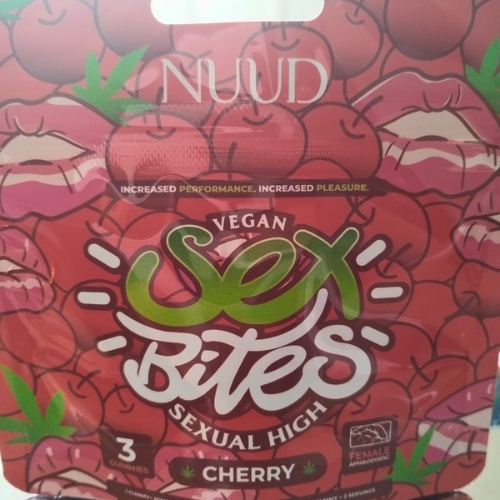 NUUD
INCREASED PERFORMANCE. INCREASED PLEASURE.
VEGAN
Sex
Bites
SEXUAL HIGH
3
GUMMIES
FEMALE
APHRODISIAC
CHERRY